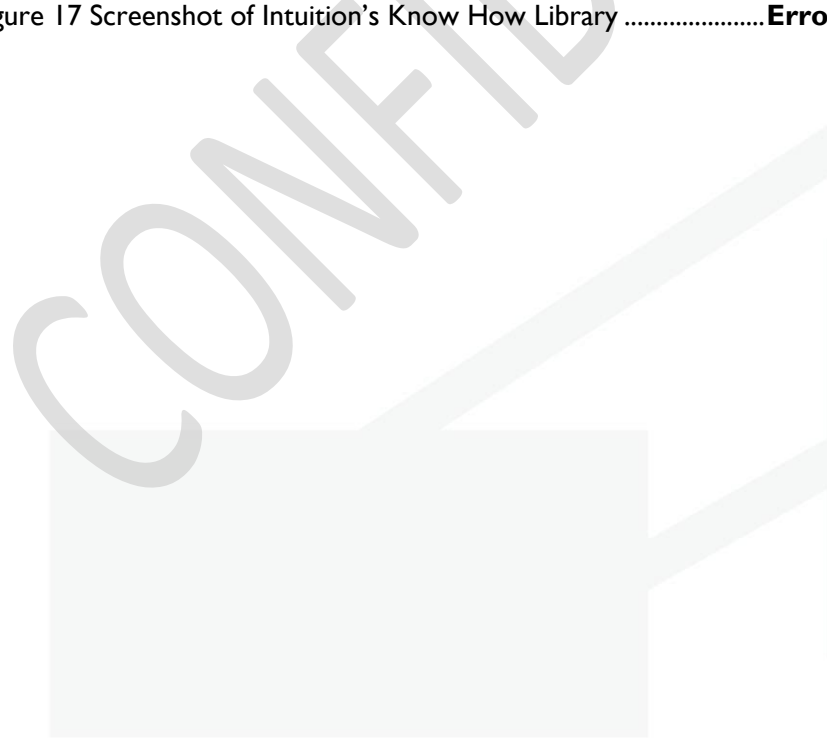 gure 17 Screenshot of Intuition’s Know How Library ......................Erro
CONFID